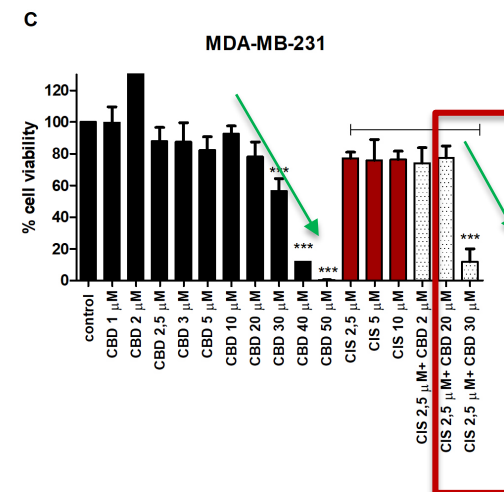 C
MDA-MB-231
% cell viability
120
100
80
60
40
20
0
***
***
***
***
control
CBD 1 μM
CBD 2 μM
CBD 2,5 μM
CBD 3 μM
CBD 5 μM
CBD 10 μM
CBD 20 μM
CBD 30 μM
CBD 40 μM
CBD 50 μM
CIS 2,5 μM
CIS 5 μM
CIS 10 μM
CIS 2,5 μM+ CBD 2 μM
CIS 2,5 μM+ CBD 20 μM
CIS 2,5 μM+ CBD 30 μM